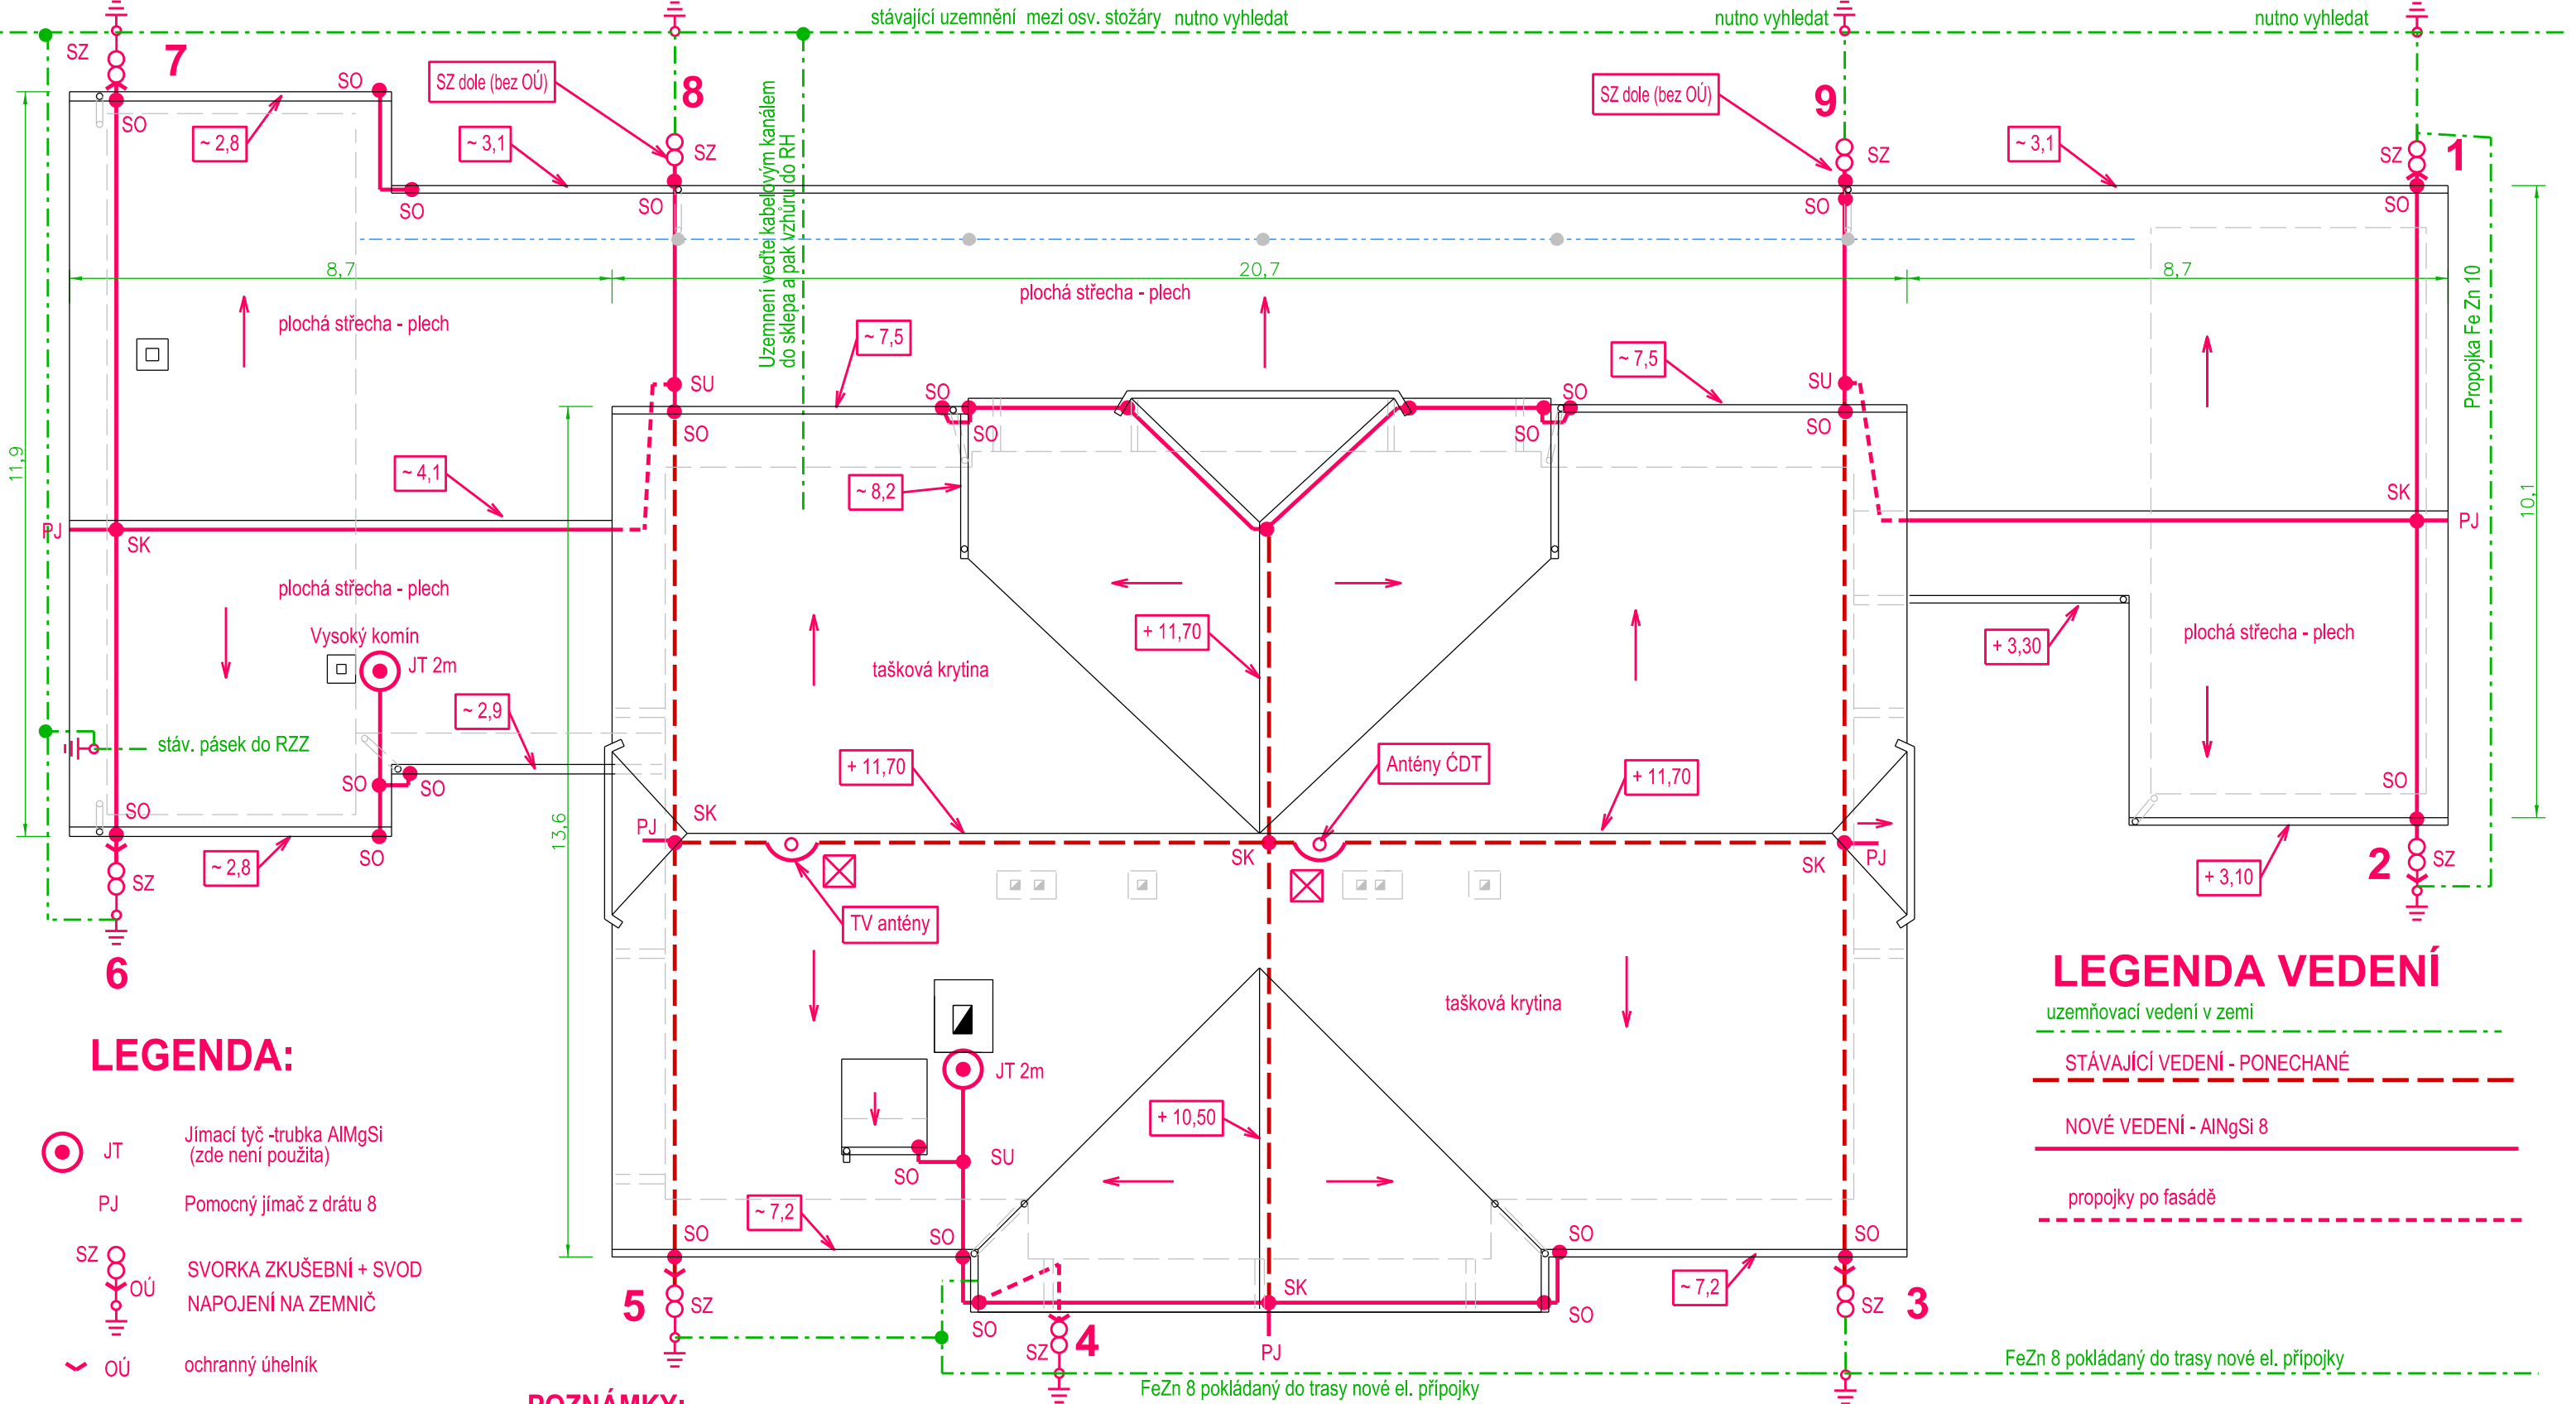 stávající uzemnění mezi osv. stožáry nutno vyhledat
nutno vyhledat
nutno vyhledat
SZ
7
SO
SZ dole (bez OÚ)
8
SZ dole (bez OÚ)
9
SO
~ 2,8
~ 3,1
SZ
SZ
~ 3,1
SZ
1
SO
SO
SO
SO
Uzemnení veďte kabelovým kanálem
do sklepa a pak vzhůru do RH
8,7
20,7
8,7
plochá střecha - plech
plochá střecha - plech
Propojka Fe Zn 10
~ 7,5
~ 7,5
SU
SU
SO
SO
SO
SO
SO
SO
11,9
~ 4,1
~ 8,2
SK
10,1
PJ
SK
PJ
plochá střecha - plech
Vysoký komín
JT 2m
+ 11,70
+ 3,30
plochá střecha - plech
tašková krytina
~ 2,9
stáv. pásek do RZZ
+ 11,70
Antény ĆDT
+ 11,70
SO
SO
SO
SO
13,6
SK
PJ
SK
SK
PJ
SO
~ 2,8
SZ
2
SZ
+ 3,10
TV antény
6
LEGENDA VEDENÍ
tašková krytina
uzemňovací vedení v zemi
LEGENDA:
STÁVAJÍCÍ VEDENÍ - PONECHANÉ
JT 2m
+ 10,50
NOVÉ VEDENÍ - AlNgSi 8
JT
Jímací tyč -trubka AlMgSi
(zde není použita)
SU
SO
PJ
Pomocný jímač z drátu 8
propojky po fasádě
~ 7,2
SO
SO
SO
SO
SZ
OÚ
SVORKA ZKUŠEBNÍ + SVOD
NAPOJENÍ NA ZEMNIČ
SK
~ 7,2
5
SZ
SO
SO
SZ
3
SZ
4
PJ
OÚ
ochranný úhelník
FeZn 8 pokládaný do trasy nové el. přípojky
FeZn 8 pokládaný do trasy nové el. přípojky
POZNÁMKY: